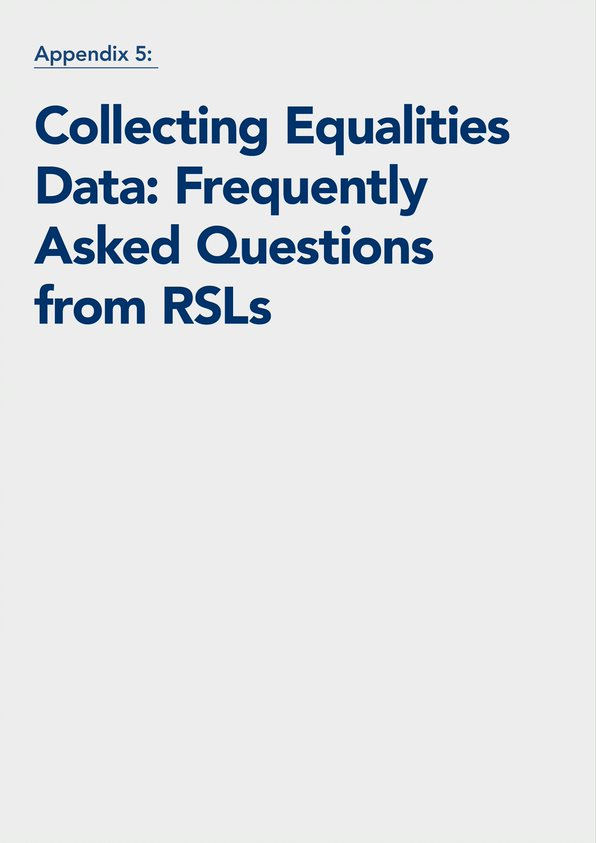 Appendix 5:
Collecting Equalities
Data: Frequently
Asked Questions
from RSLs